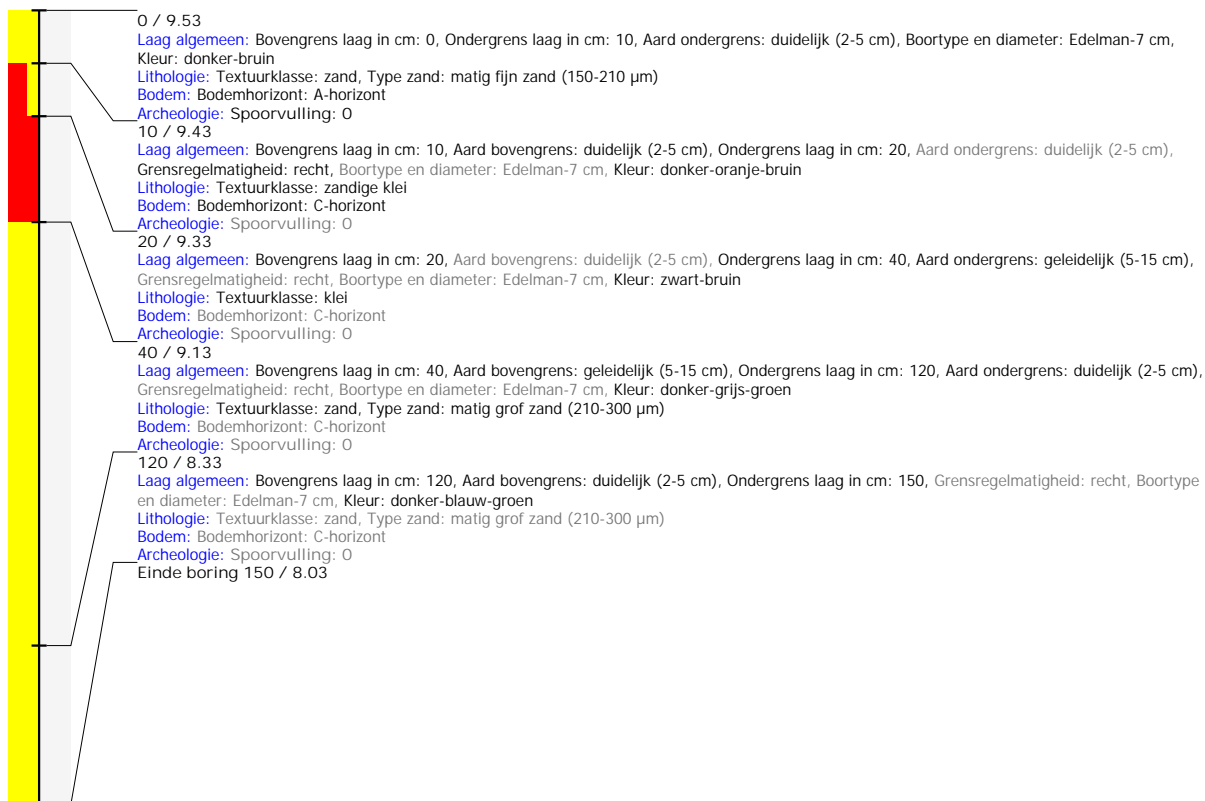 0 / 9.53
Laag algemeen: Bovengrens laag in cm: 0, Ondergrens laag in cm: 10, Aard ondergrens: duidelijk (2-5 cm), Boortype en diameter: Edelman-7 cm,
Kleur: donker-bruin
Lithologie: Textuurklasse: zand, Type zand: matig fijn zand (150-210 µm)
Bodem: Bodemhorizont: A-horizont
Archeologie: Spoorvulling: 0
10 / 9.43
Laag algemeen: Bovengrens laag in cm: 10, Aard bovengrens: duidelijk (2-5 cm), Ondergrens laag in cm: 20, Aard ondergrens: duidelijk (2-5 cm),
Grensregelmatigheid: recht, Boortype en diameter: Edelman-7 cm, Kleur: donker-oranje-bruin
Lithologie: Textuurklasse: zandige klei
Bodem: Bodemhorizont: C-horizont
Archeologie: Spoorvulling: 0
20 / 9.33
Laag algemeen: Bovengrens laag in cm: 20, Aard bovengrens: duidelijk (2-5 cm), Ondergrens laag in cm: 40, Aard ondergrens: geleidelijk (5-15 cm),
Grensregelmatigheid: recht, Boortype en diameter: Edelman-7 cm, Kleur: zwart-bruin
Lithologie: Textuurklasse: klei
Bodem: Bodemhorizont: C-horizont
Archeologie: Spoorvulling: 0
40 / 9.13
Laag algemeen: Bovengrens laag in cm: 40, Aard bovengrens: geleidelijk (5-15 cm), Ondergrens laag in cm: 120, Aard ondergrens: duidelijk (2-5 cm),
Grensregelmatigheid: recht, Boortype en diameter: Edelman-7 cm, Kleur: donker-grijs-groen
Lithologie: Textuurklasse: zand, Type zand: matig grof zand (210-300 µm)
Bodem: Bodemhorizont: C-horizont
Archeologie: Spoorvulling: 0
120 / 8.33
Laag algemeen: Bovengrens laag in cm: 120, Aard bovengrens: duidelijk (2-5 cm), Ondergrens laag in cm: 150, Grensregelmatigheid: recht, Boortype
en diameter: Edelman-7 cm, Kleur: donker-blauw-groen
Lithologie: Textuurklasse: zand, Type zand: matig grof zand (210-300 µm)
Bodem: Bodemhorizont: C-horizont
Archeologie: Spoorvulling: 0
Einde boring 150 / 8.03